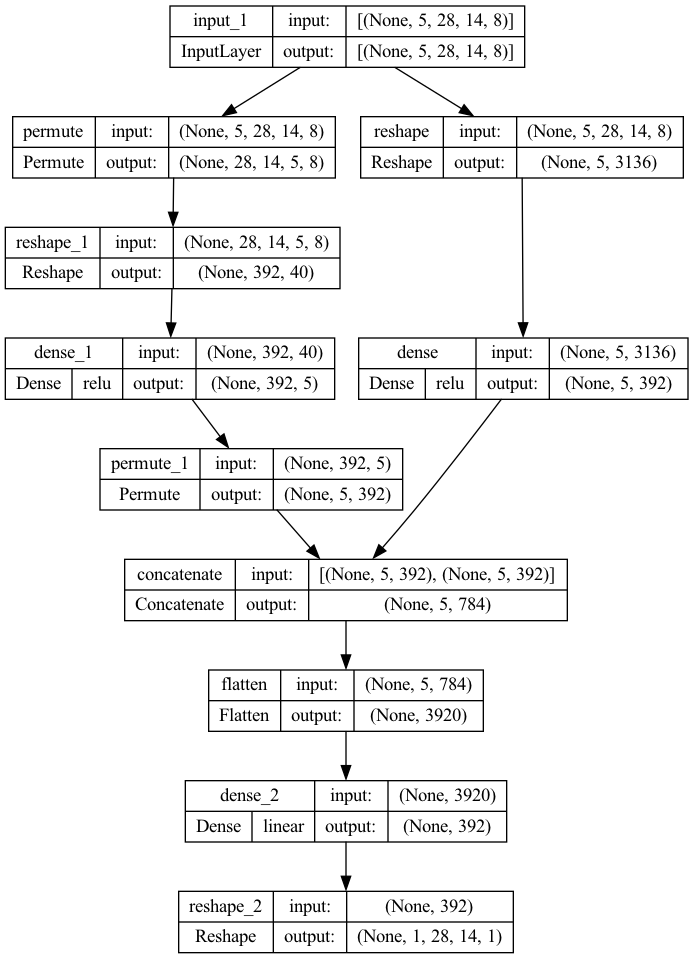 input_1 input: [(None, 5, 28, 14, 8)]
InputLayer output: [(None, 5, 28, 14, 8)]
permute input: (None, 5, 28, 14, 8)
Permute output: (None, 28, 14, 5, 8)
reshape input: (None, 5, 28, 14, 8)
Reshape output: (None, 5, 3136)
reshape_1 input: (None, 28, 14, 5, 8)
Reshape output: (None, 392, 40)
dense_1 input: (None, 392, 40)
Dense relu output: (None, 392, 5)
dense input: (None, 5, 3136)
Dense relu output: (None, 5, 392)
permute_1 input: (None, 392, 5)
Permute output: (None, 5, 392)
concatenate input: [(None, 5, 392), (None, 5, 392)]
Concatenate output: (None, 5, 784)
flatten input: (None, 5, 784)
Flatten output: (None, 3920)
dense_2 input: (None, 3920)
Dense linear output: (None, 392)
reshape_2 input: (None, 392)
Reshape output: (None, 1, 28, 14, 1)